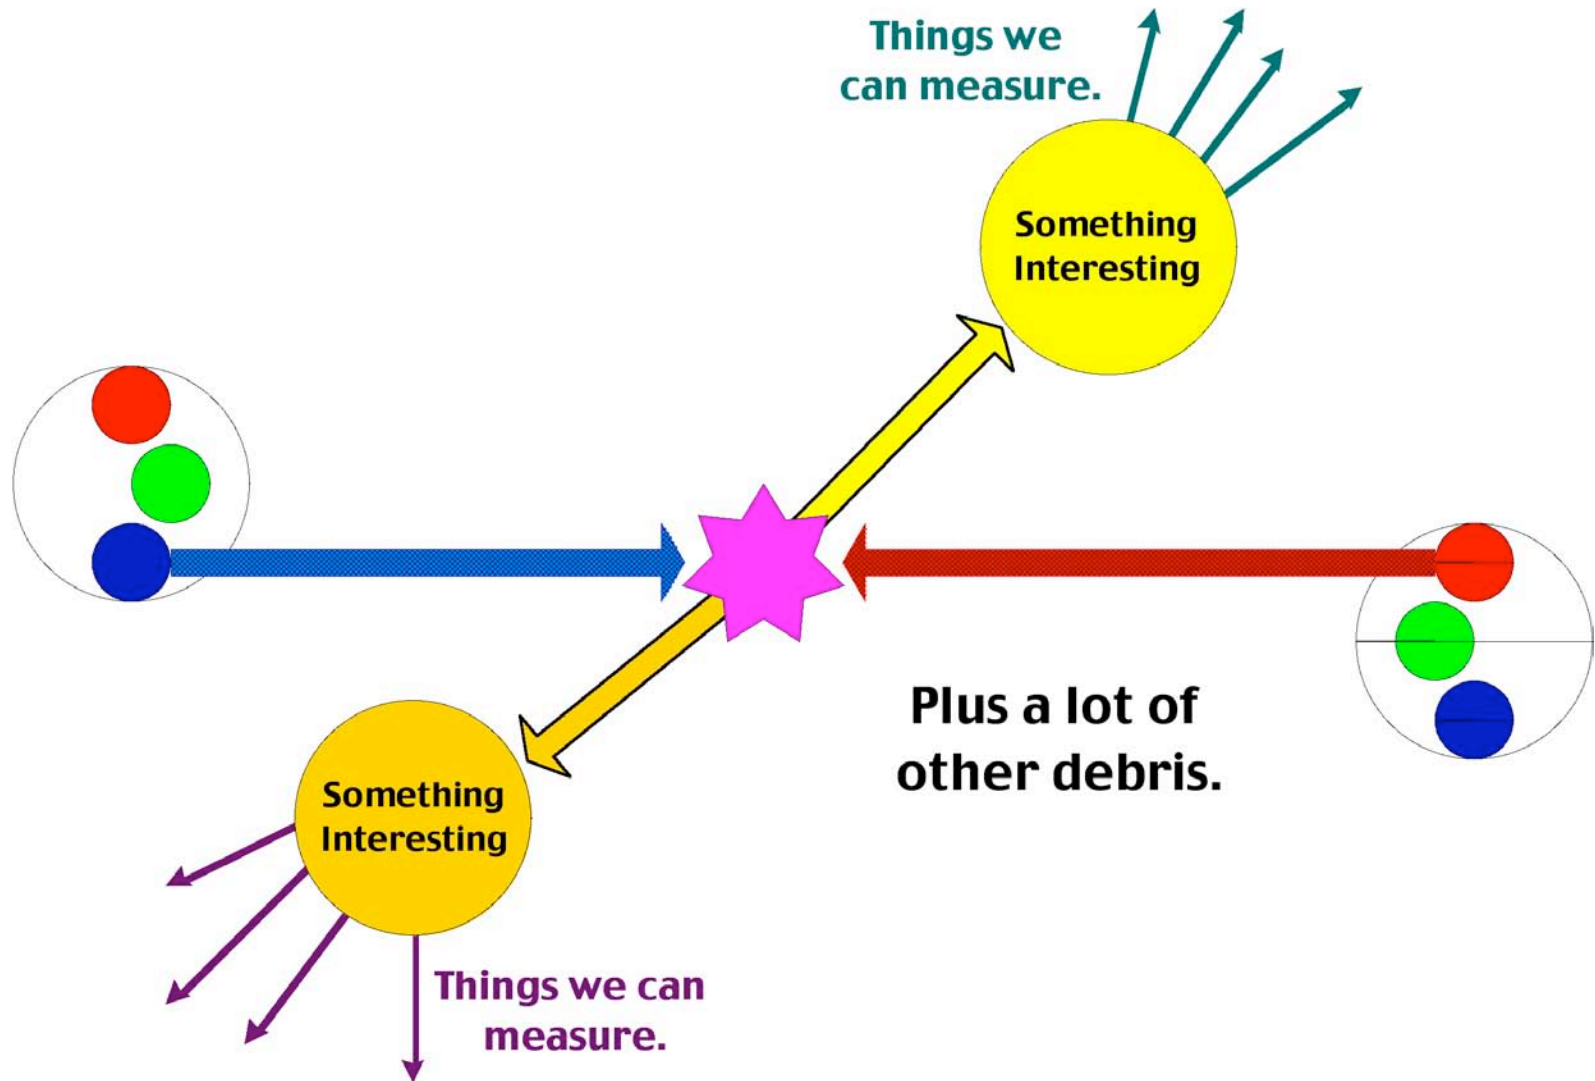 Things we
can measure.
Something
Interesting
Plus a lot of
other debris.
Something
Interesting
Things we can
measure.